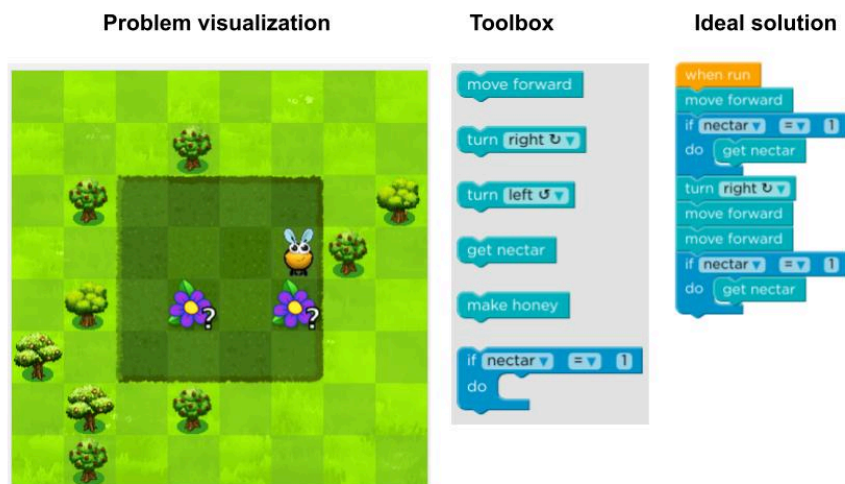 Problem visualization
Toolbox
Ideal solution
?
?
move forward
turn right ↻ ▼
turn left ↺ ▼
get nectar
make honey
if nectar ▼ = ▼ 1
do
when run
move forward
if nectar ▼ = ▼ 1
do get nectar
turn right ↻ ▼
move forward
move forward
if nectar ▼ = ▼ 1
do get nectar